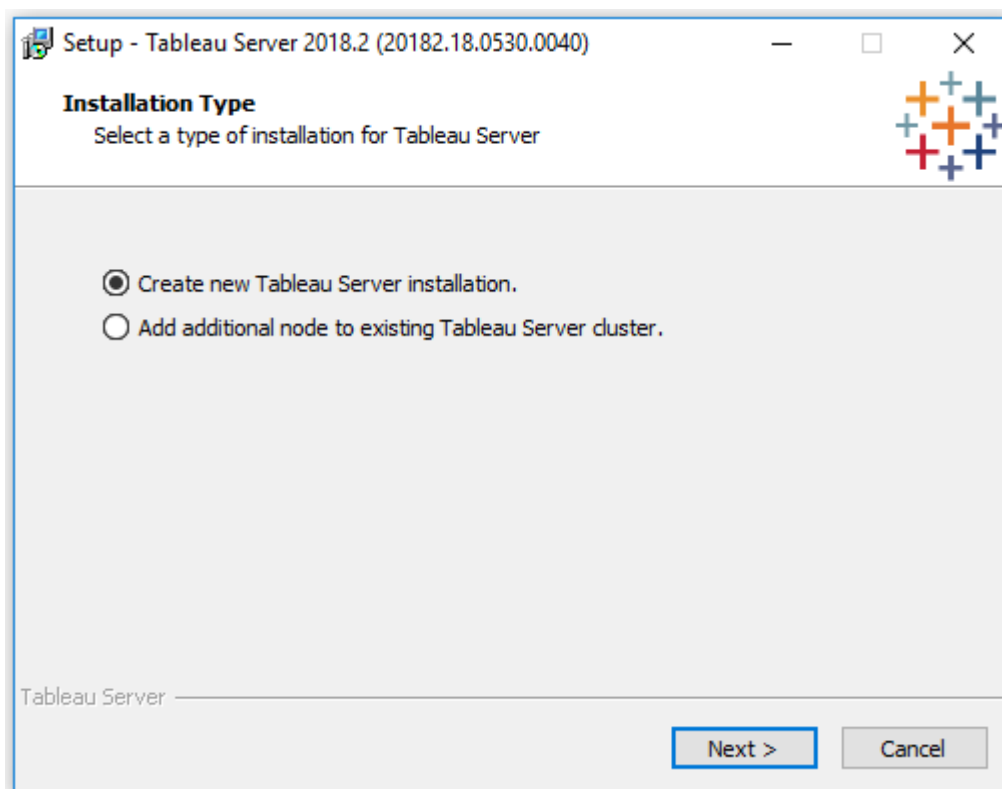 Setup - Tableau Server 2018.2 (20182.18.0530.0040)
Installation Type
Select a type of installation for Tableau Server
Create new Tableau Server installation.
Add additional node to existing Tableau Server cluster.
Tableau Server
Next >
Cancel